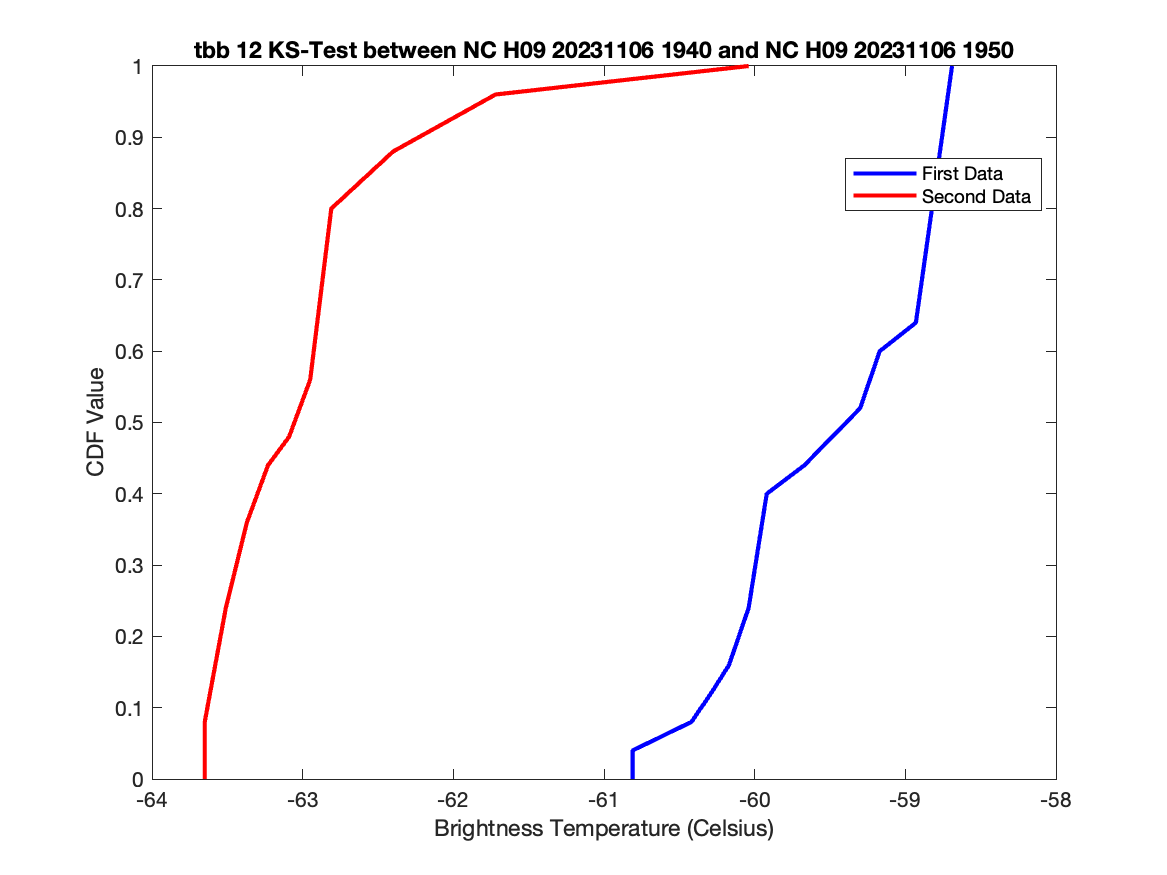 tbb 12 KS-Test between NC H09 20231106 1940 and NC H09 20231106 1950
1
0.9
0.8
0.7
0.6
0.5
0.4
0.3
0.2
0.1
0
CDF Value
First Data
Second Data
-64 -63 -62 -61 -60 -59 -58
Brightness Temperature (Celsius)